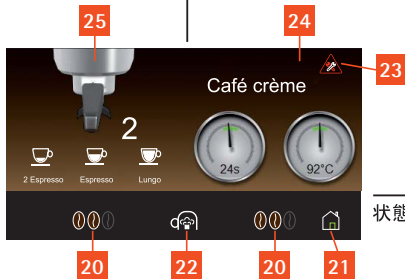 25
24
23
Café crème
2
24s
92°C
2 Espresso
Espresso
Lungo
状態
20
22
20
21